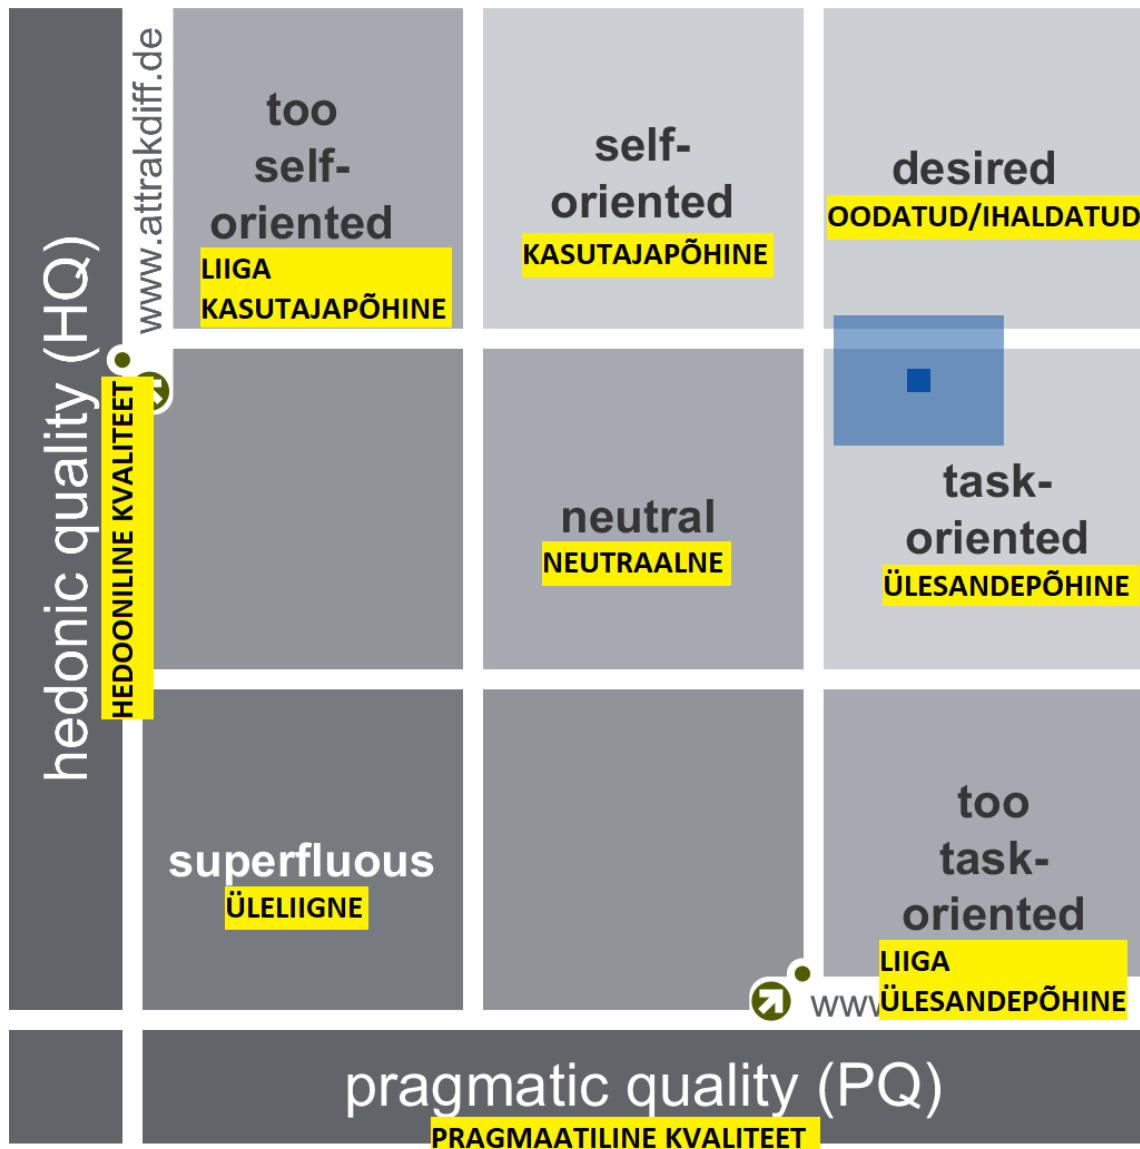 hedonic quality (HQ)
HEDOONILINE KVALITEET
www.attrakdiff.de
too
self-
oriented
LIIGA
KASUTAJAPÕHINE
self-
oriented
KASUTAJAPÕHINE
desired
OODATUD/IHALDATUD
neutral
NEUTRAALNE
task-
oriented
ÜLESANDEPÕHINE
superfluous
ÜLELIIGNE
too
task-
oriented
LIIGA
ÜLESANDEPÕHINE
www
pragmatic quality (PQ)
PRAGMAATILINE KVALITEET